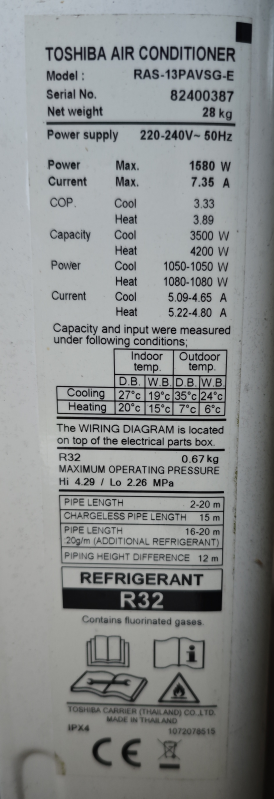 TOSHIBA AIR CONDITIONER
Model : RAS-13PAVSG-E
Serial No. 82400387
Net weight 28 kg
Power supply 220-240V~ 50Hz
Power Max. 1580 W
Current Max. 7.35 A
COP. Cool 3.33
Heat 3.89
Capacity Cool 3500 W
Heat 4200 W
Power Cool 1050-1050 W
Heat 1080-1080 W
Current Cool 5.09-4.65 A
Heat 5.22-4.80 A
Capacity and input were measured
under following conditions;
Indoor temp. Outdoor temp.
D.B. W.B. D.B. W.B.
Cooling 27°c 19°c 35°c 24°c
Heating 20°c 15°c 7°c 6°c
The WIRING DIAGRAM is located
on top of the electrical parts box.
R32 0.67 kg
MAXIMUM OPERATING PRESSURE
Hi 4.29 / Lo 2.26 MPa
PIPE LENGTH 2-20 m
CHARGELESS PIPE LENGTH 15 m
PIPE LENGTH 16-20 m
20g/m (ADDITIONAL REFRIGERANT)
PIPING HEIGHT DIFFERENCE 12 m
REFRIGERANT
R32
Contains fluorinated gases.
TOSHIBA CARRIER (THAILAND) CO.,LTD.
MADE IN THAILAND
IPX4 1072078515
CE